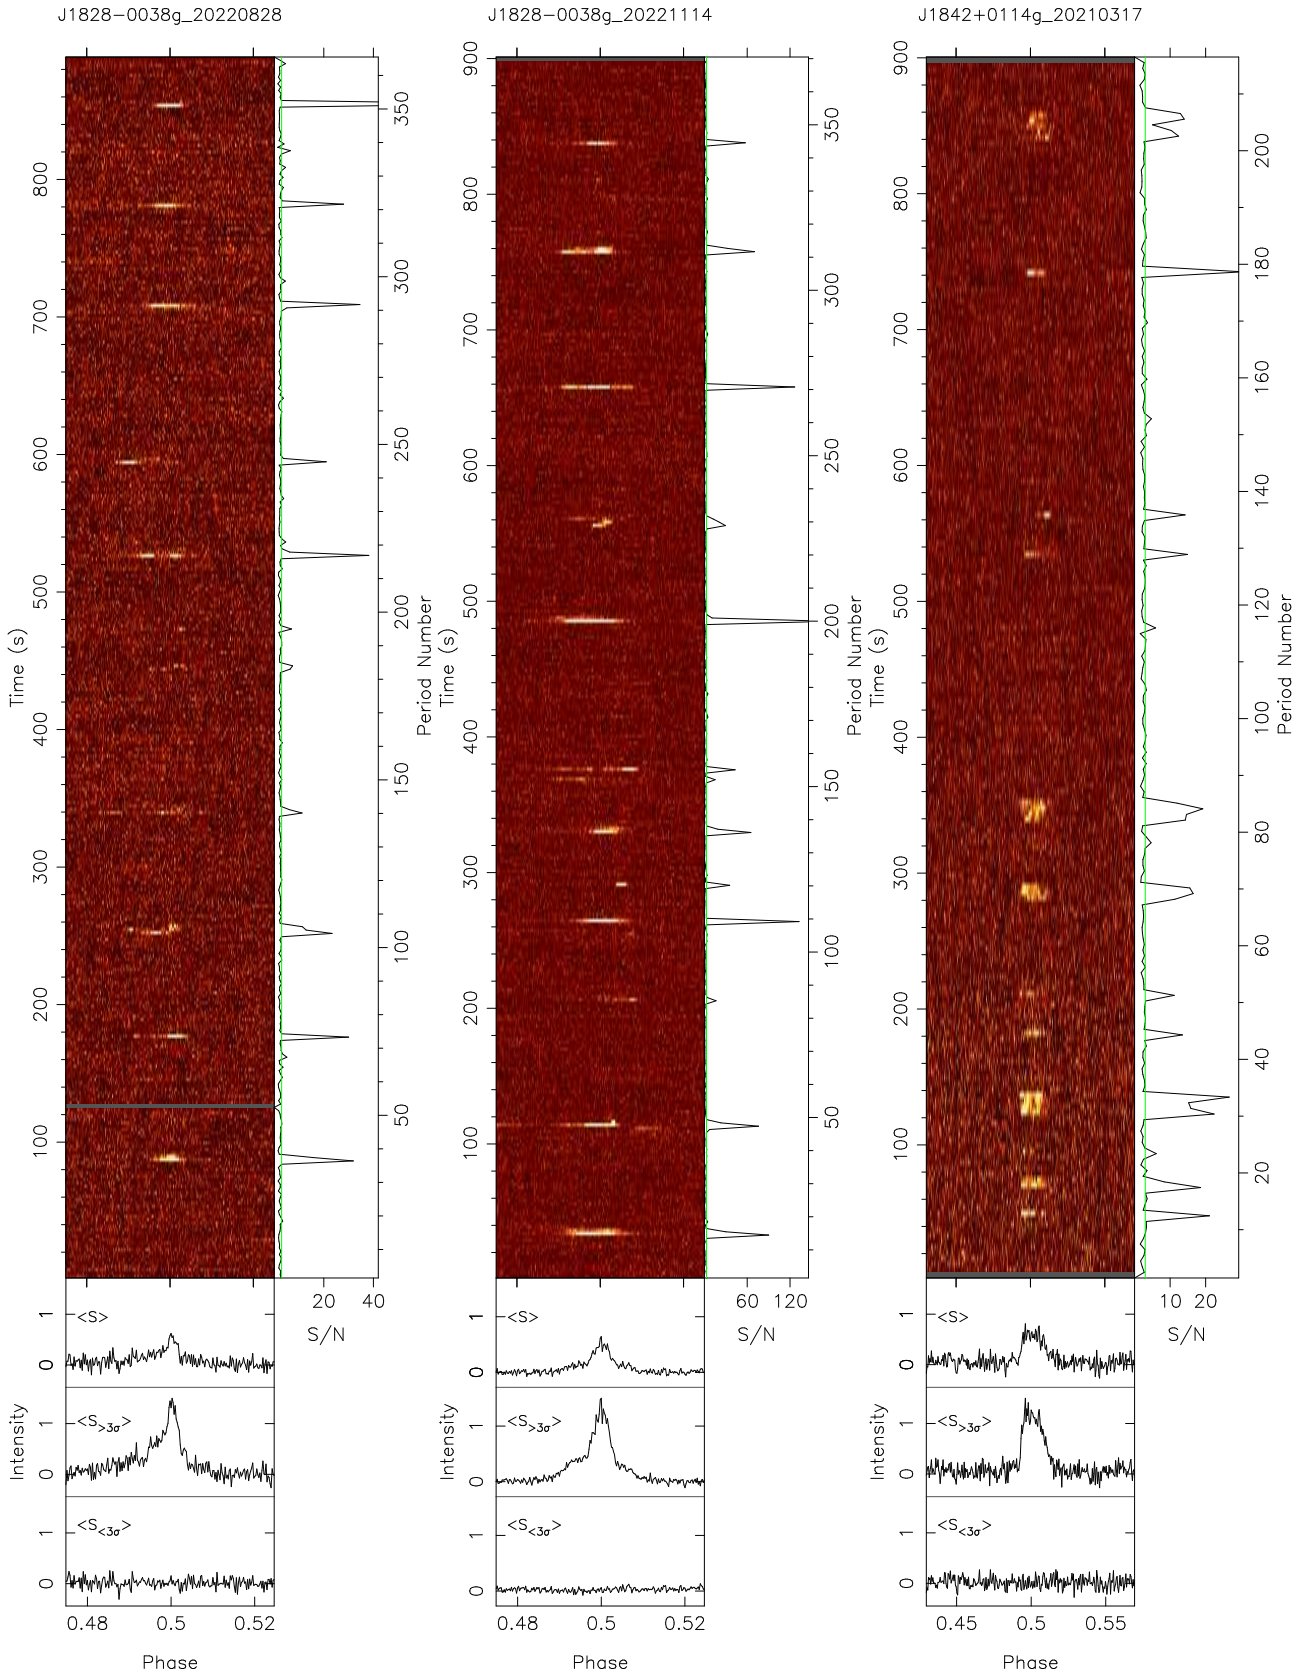 J1828−0038g_20220828
J1828−0038g_20221114
J1842+0114g_20210317
Time (s)
100 200 300 400 500 600 700 800
Period Number
50 100 150 200 250 300 350
20 40
S/N
Time (s)
100 200 300 400 500 600 700 800 900
Period Number
50 100 150 200 250 300 350
60 120
S/N
Time (s)
100 200 300 400 500 600 700 800 900
Period Number
20 40 60 80 100 120 140 160 180 200
10 20
S/N
Intensity
0 1
<S>
0 1
<S>3σ>
0 1
<S<3σ>
0.48 0.5 0.52
Phase
Intensity
0 1
<S>
0 1
<S>3σ>
0 1
<S<3σ>
0.48 0.5 0.52
Phase
Intensity
0 1
<S>
0 1
<S>3σ>
0 1
<S<3σ>
0.45 0.5 0.55
Phase